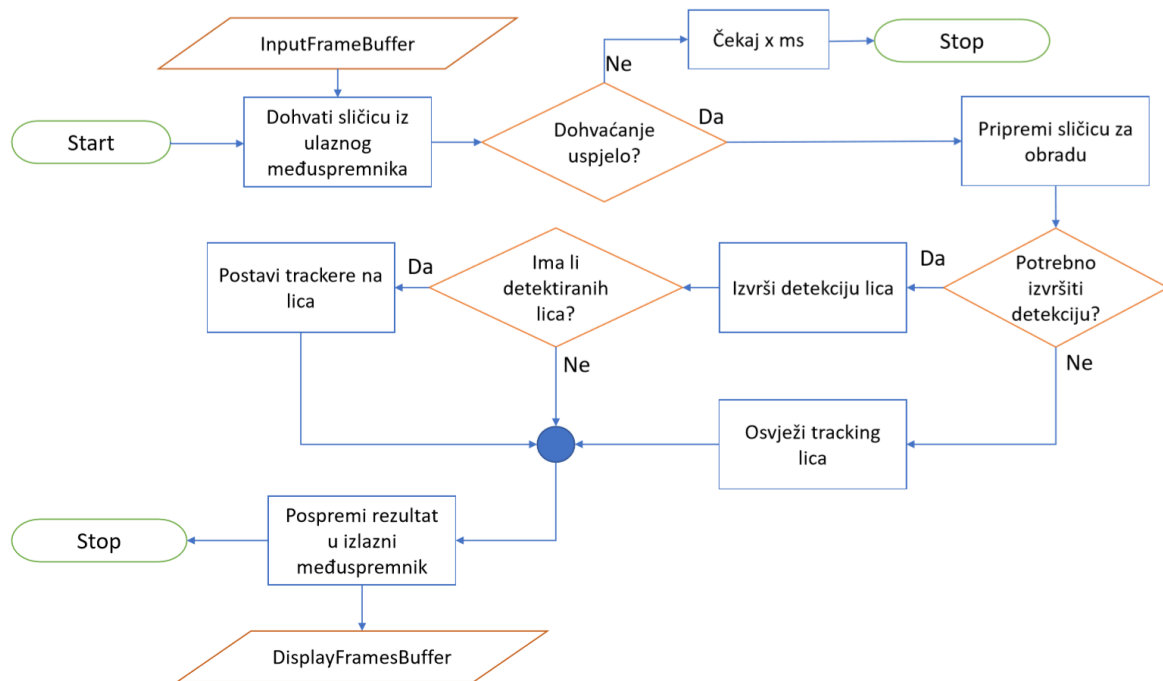 InputFrameBuffer
Čekaj x ms
Stop
Ne
Start
Dohvati sličicu iz
ulaznog
međuspremnika
Dohvaćanje
uspjelo?
Da
Pripremi sličicu za
obradu
Postavi trackere na
lica
Da
Ima li
detektiranih
lica?
Izvrši detekciju lica
Da
Potrebno
izvršiti
detekciju?
Ne
Ne
Osvježi tracking
lica
Stop
Pospremi rezultat
u izlazni
međuspremnik
DisplayFramesBuffer